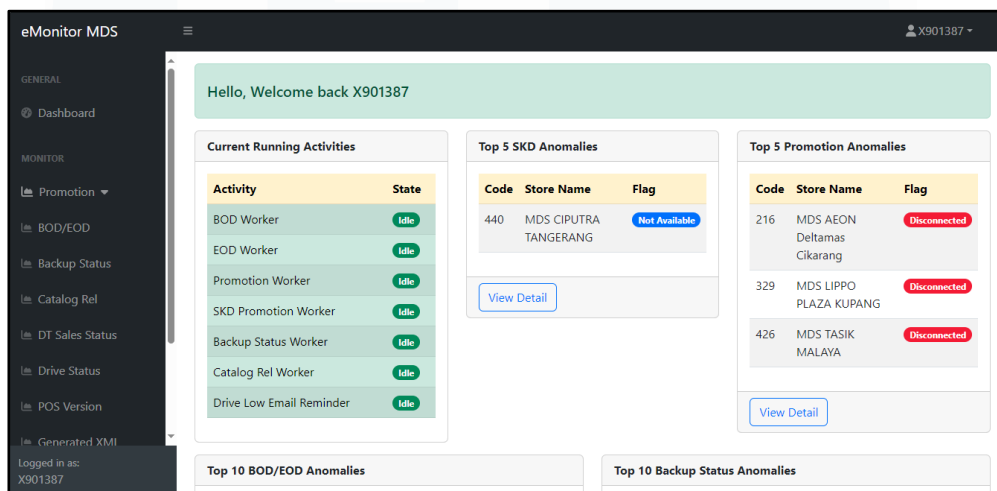 eMonitor MDS
X901387
GENERAL
Dashboard
MONITOR
Promotion
BOD/EOD
Backup Status
Catalog Rel
DT Sales Status
Drive Status
POS Version
Generated XML
Logged in as:
X901387
Hello, Welcome back X901387
Current Running Activities
Activity State
BOD Worker Idle
EOD Worker Idle
Promotion Worker Idle
SKD Promotion Worker Idle
Backup Status Worker Idle
Catalog Rel Worker Idle
Drive Low Email Reminder Idle
Top 5 SKD Anomalies
Code Store Name Flag
440 MDS CIPUTRA Not Available
TANGERANG
View Detail
Top 5 Promotion Anomalies
Code Store Name Flag
216 MDS AEON Disconnected
Deltamas
Cikarang
329 MDS LIPPO Disconnected
PLAZA KUPANG
426 MDS TASIK Disconnected
MALAYA
View Detail
Top 10 BOD/EOD Anomalies
Top 10 Backup Status Anomalies